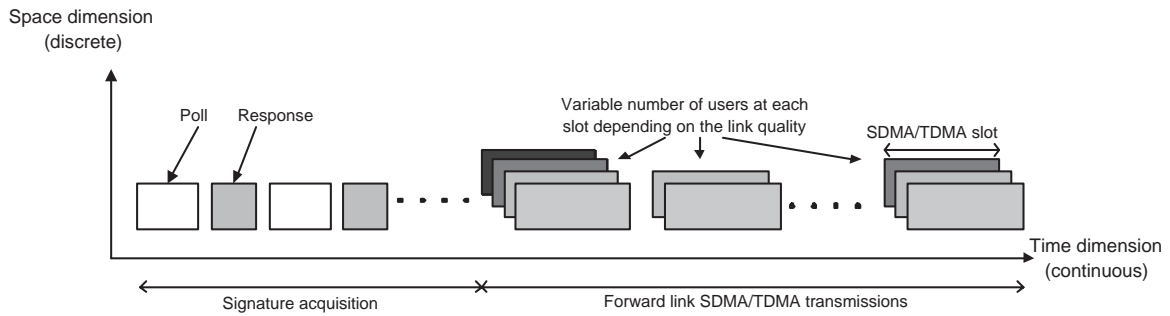 Space dimension
(discrete)
Poll
Response
Variable number of users at each
slot depending on the link quality
SDMA/TDMA slot
Time dimension
(continuous)
Signature acquisition
Forward link SDMA/TDMA transmissions